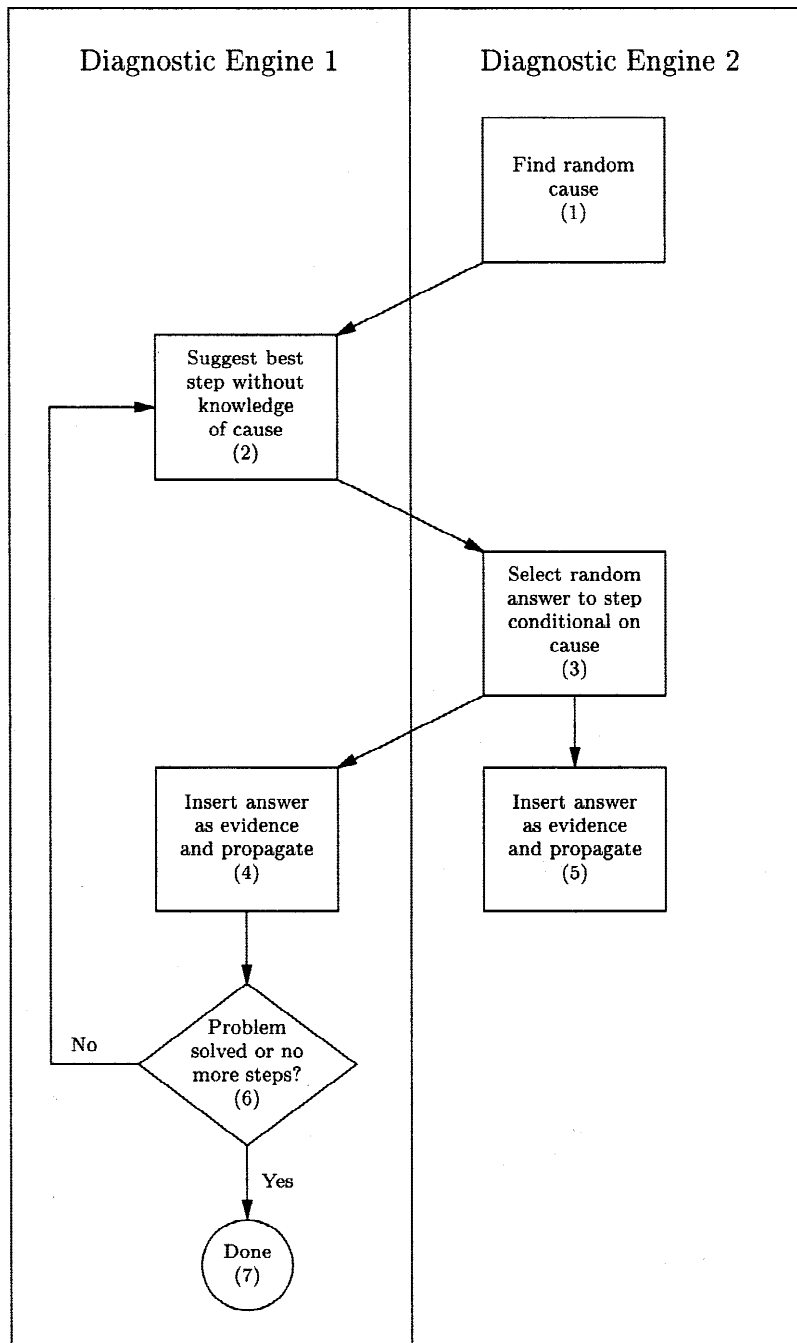 Diagnostic Engine 1
Diagnostic Engine 2
Find random
cause
(1)
Suggest best
step without
knowledge
of cause
(2)
Select random
answer to step
conditional on
cause
(3)
Insert answer
as evidence
and propagate
(4)
Insert answer
as evidence
and propagate
(5)
No
Problem
solved or no
more steps?
(6)
Yes
Done
(7)